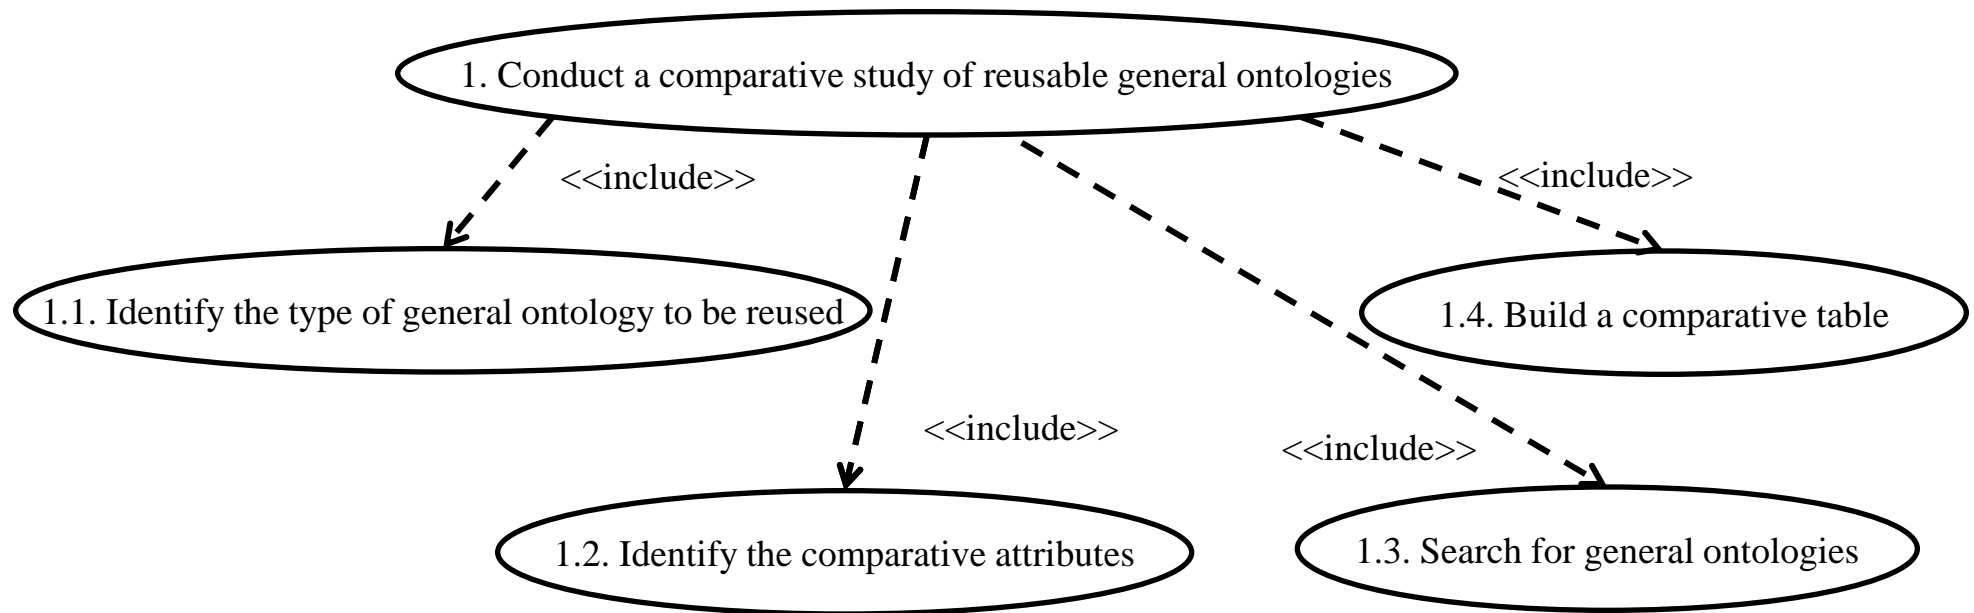 1. Conduct a comparative study of reusable general ontologies
<<include>>
<<include>>
1.1. Identify the type of general ontology to be reused
1.4. Build a comparative table
<<include>>
<<include>>
1.2. Identify the comparative attributes
1.3. Search for general ontologies